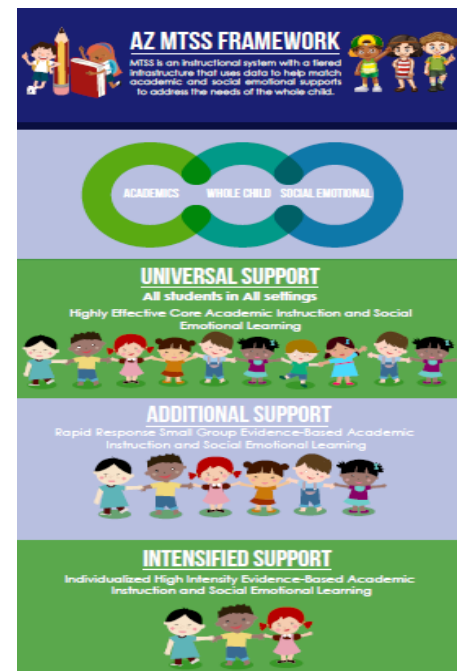 AZ MTSS FRAMEWORK
MTSS is an instructional system with a tiered
infrastructure that uses data to help match
academic and social emotional supports
to address the needs of the whole child.
ACADEMICS WHOLE CHILD SOCIAL EMOTIONAL
UNIVERSAL SUPPORT
All students in All settings
Highly Effective Core Academic Instruction and Social
Emotional Learning
ADDITIONAL SUPPORT
Rapid Response Small Group Evidence-Based Academic
Instruction and Social Emotional Learning
INTENSIFIED SUPPORT
Individualized High Intensity Evidence-Based Academic
Instruction and Social Emotional Learning